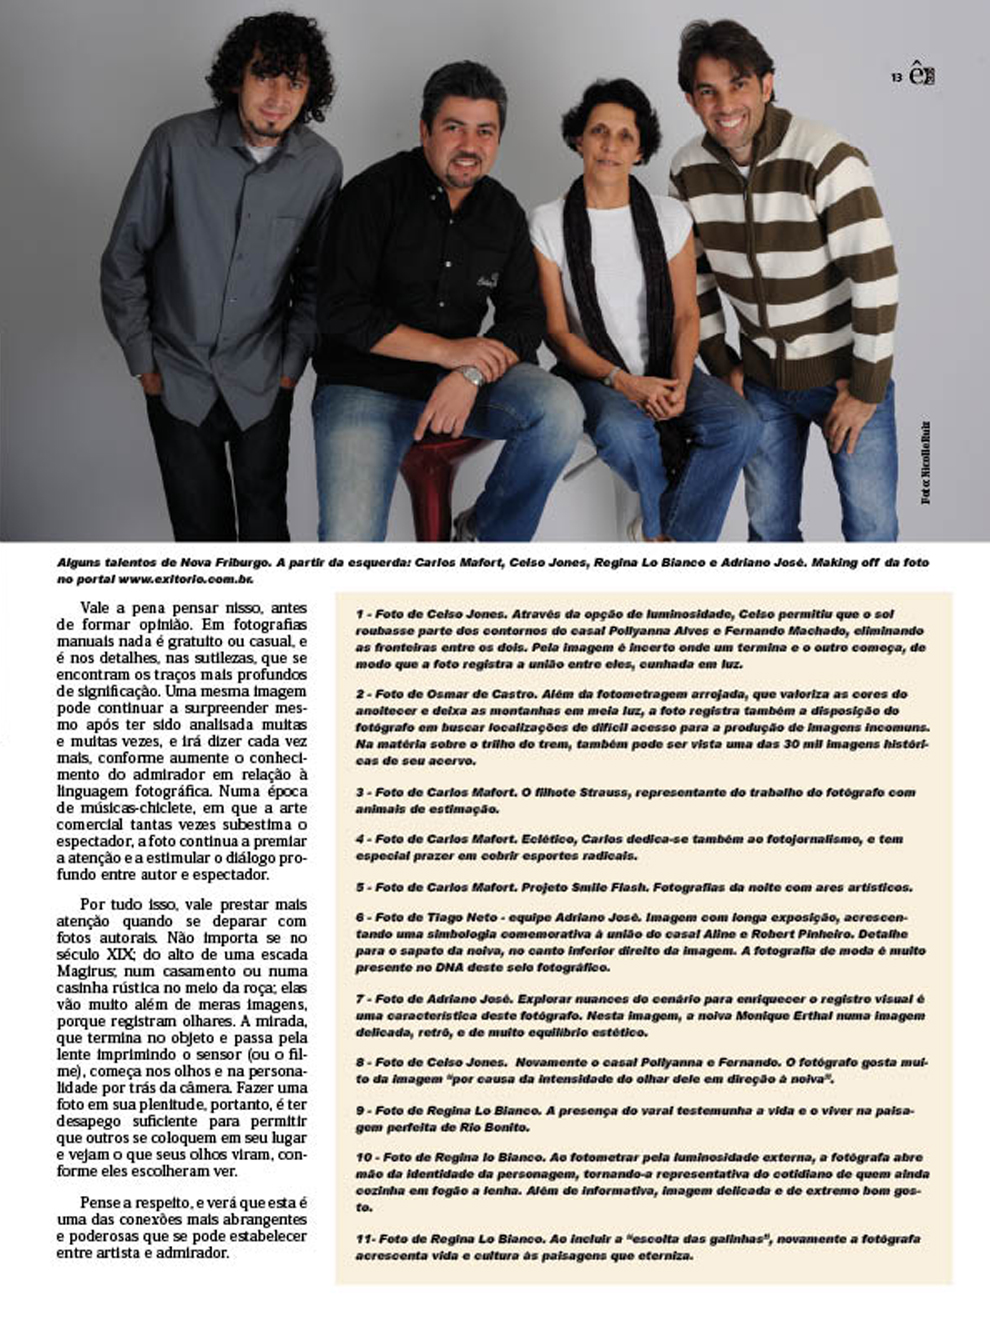 13 ê
Foto: Nicolle Ruiz
Alguns talentos de Nova Friburgo. A partir da esquerda: Carlos Mafort, Celso Jones, Regina Lo Bianco e Adriano José. Making off da foto
no portal www.exitorio.com.br.
Vale a pena pensar nisso, antes
de formar opinião. Em fotografias
manuais nada é gratuito ou casual, e
é nos detalhes, nas sutilezas, que se
encontram os traços mais profundos
de significação. Uma mesma imagem
pode continuar a surpreender mes-
mo após ter sido analisada muitas
e muitas vezes, e irá dizer cada vez
mais, conforme aumente o conheci-
mento do admirador em relação à
linguagem fotográfica. Numa época
de músicas-chiclete, em que a arte
comercial tantas vezes subestima o
espectador, a foto continua a premiar
a atenção e a estimular o diálogo pro-
fundo entre autor e espectador.
Por tudo isso, vale prestar mais
atenção quando se deparar com
fotos autorais. Não importa se no
século XIX; do alto de uma escada
Magirus; num casamento ou numa
casinha rústica no meio da roça; elas
vão muito além de meras imagens,
porque registram olhares. A mirada,
que termina no objeto e passa pela
lente imprimindo o sensor (ou o fil-
me), começa nos olhos e na persona-
lidade por trás da câmera. Fazer uma
foto em sua plenitude, portanto, é ter
desapego suficiente para permitir
que outros se coloquem em seu lugar
e vejam o que seus olhos viram, con-
forme eles escolheram ver.
Pense a respeito, e verá que esta é
uma das conexões mais abrangentes
e poderosas que se pode estabelecer
entre artista e admirador.
1 - Foto de Celso Jones. Através da opção de luminosidade, Celso permitiu que o sol
roubasse parte dos contornos do casal Pollyanna Alves e Fernando Machado, eliminando
as fronteiras entre os dois. Pela imagem é incerto onde um termina e o outro começa, de
modo que a foto registra a união entre eles, cunhada em luz.
2 - Foto de Osmar de Castro. Além da fotometragem arrojada, que valoriza as cores do
anoitecer e deixa as montanhas em meia luz, a foto registra também a disposição do
fotógrafo em buscar localizações de difícil acesso para a produção de imagens incomuns.
Na matéria sobre o trilho do trem, também pode ser vista uma das 30 mil imagens históri-
cas de seu acervo.
3 - Foto de Carlos Mafort. O filhote Strauss, representante do trabalho do fotógrafo com
animais de estimação.
4 - Foto de Carlos Mafort. Eclético, Carlos dedica-se também ao fotojornalismo, e tem
especial prazer em cobrir esportes radicais.
5 - Foto de Carlos Mafort. Projeto Smile Flash. Fotografias da noite com ares artísticos.
6 - Foto de Tiago Neto - equipe Adriano José. Imagem com longa exposição, acrescen-
tando uma simbologia comemorativa à união do casal Aline e Robert Pinheiro. Detalhe
para o sapato da noiva, no canto inferior direito da imagem. A fotografia de moda é muito
presente no DNA deste selo fotográfico.
7 - Foto de Adriano José. Explorar nuances do cenário para enriquecer o registro visual é
uma característica deste fotógrafo. Nesta imagem, a noiva Monique Erthal numa imagem
delicada, retrô, e de muito equilíbrio estético.
8 - Foto de Celso Jones. Novamente o casal Pollyanna e Fernando. O fotógrafo gosta mui-
to da imagem "por causa da intensidade do olhar dele em direção à noiva".
9 - Foto de Regina Lo Bianco. A presença do varal testemunha a vida e o viver na paisa-
gem perfeita de Rio Bonito.
10 - Foto de Regina lo Bianco. Ao fotometrar pela luminosidade externa, a fotógrafa abre
mão da identidade da personagem, tornando-a representativa do cotidiano de quem ainda
cozinha em fogão a lenha. Além de informativa, imagem delicada e de extremo bom gos-
to.
11- Foto de Regina Lo Bianco. Ao incluir a "escolta das galinhas", novamente a fotógrafa
acrescenta vida e cultura às paisagens que eterniza.